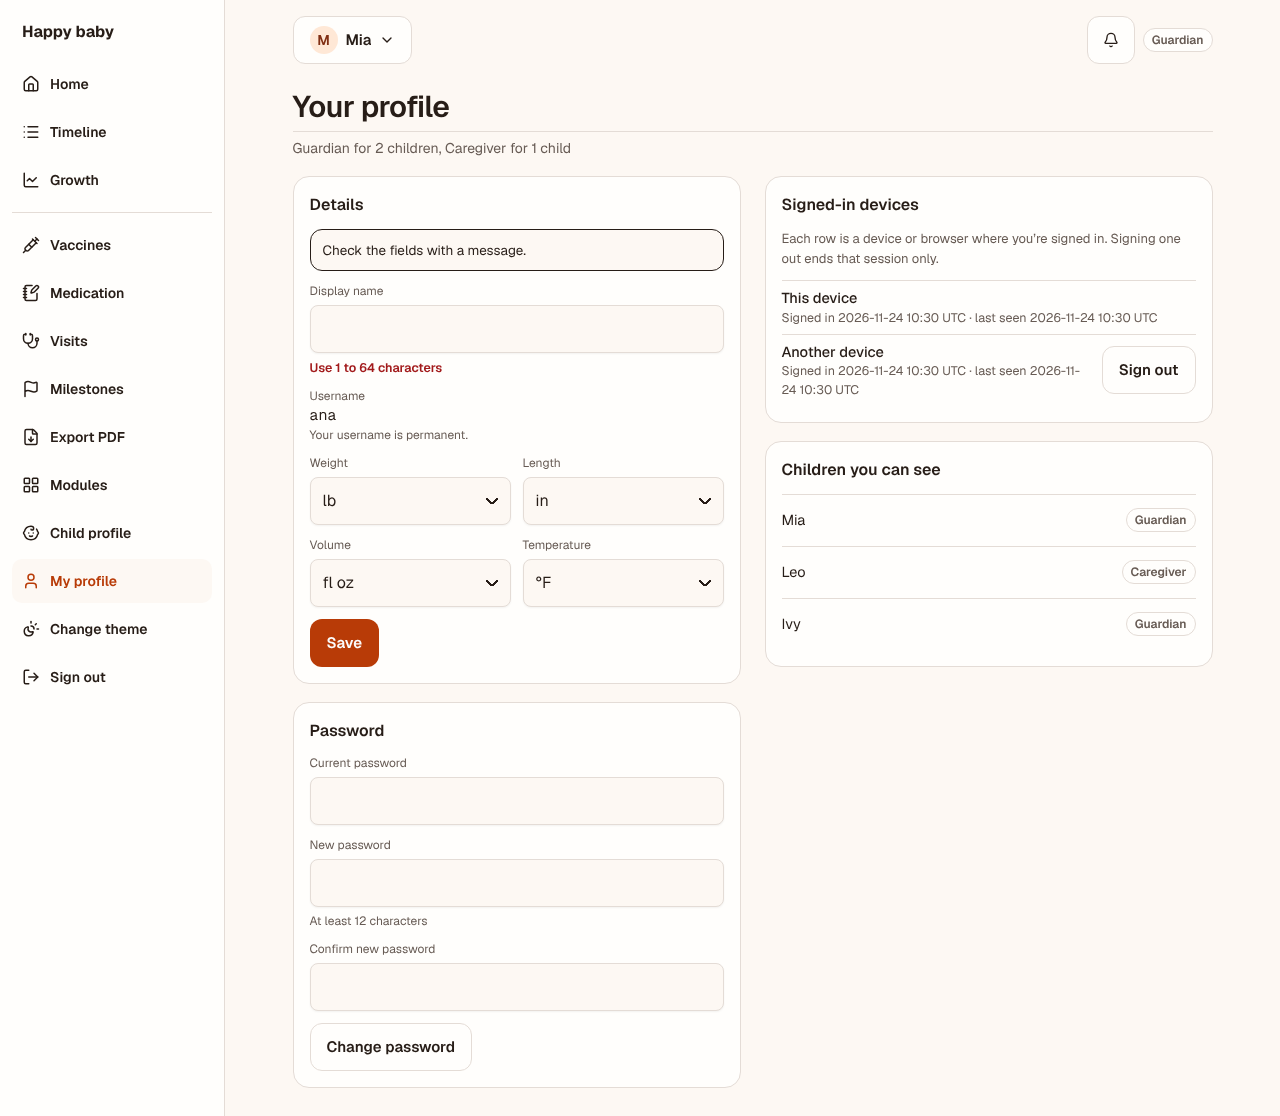 Happy baby
Home
Timeline
Growth
Vaccines
Medication
Visits
Milestones
Export PDF
Modules
Child profile
My profile
Change theme
Sign out
M Mia
Guardian
Your profile
Guardian for 2 children, Caregiver for 1 child
Details
Check the fields with a message.
Display name
Use 1 to 64 characters
Username
ana
Your username is permanent.
Weight
Length
lb
in
Volume
Temperature
fl oz
°F
Save
Password
Current password
New password
At least 12 characters
Confirm new password
Change password
Signed-in devices
Each row is a device or browser where you're signed in. Signing one
out ends that session only.
This device
Signed in 2026-11-24 10:30 UTC · last seen 2026-11-24 10:30 UTC
Another device
Signed in 2026-11-24 10:30 UTC · last seen 2026-11-
24 10:30 UTC
Sign out
Children you can see
Mia
Guardian
Leo
Caregiver
Ivy
Guardian